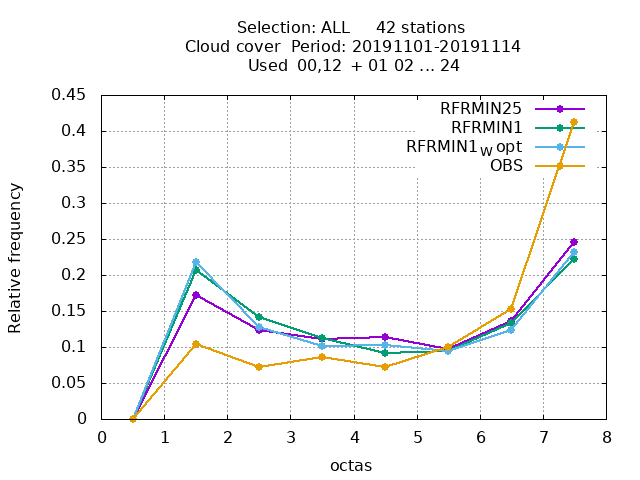 Selection: ALL 42 stations
Cloud cover Period: 20191101-20191114
Used 00,12 + 01 02 ... 24
0.45
0.4
0.35
0.3
0.25
0.2
0.15
0.1
0.05
0
Relative frequency
RFRMIN25
RFRMIN1
RFRMIN1W opt
OBS
0 1 2 3 4 5 6 7 8
octas